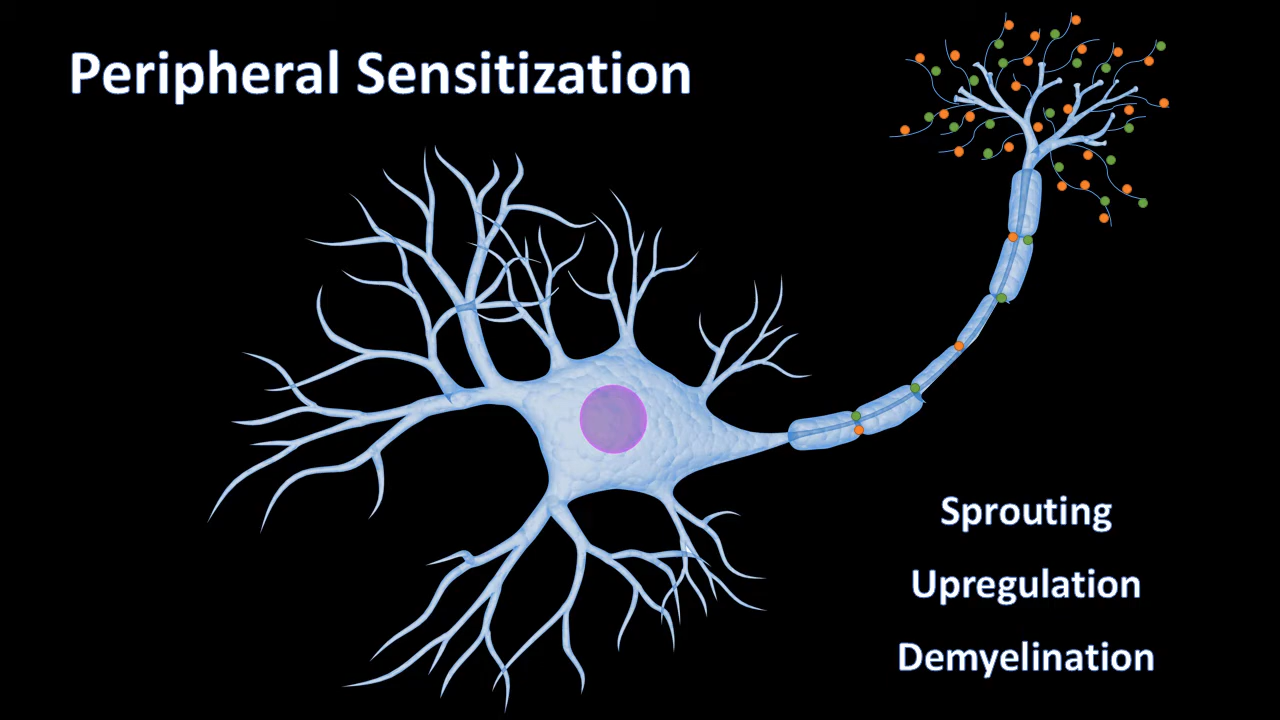 Peripheral Sensitization
Sprouting
Upregulation
Demyelination